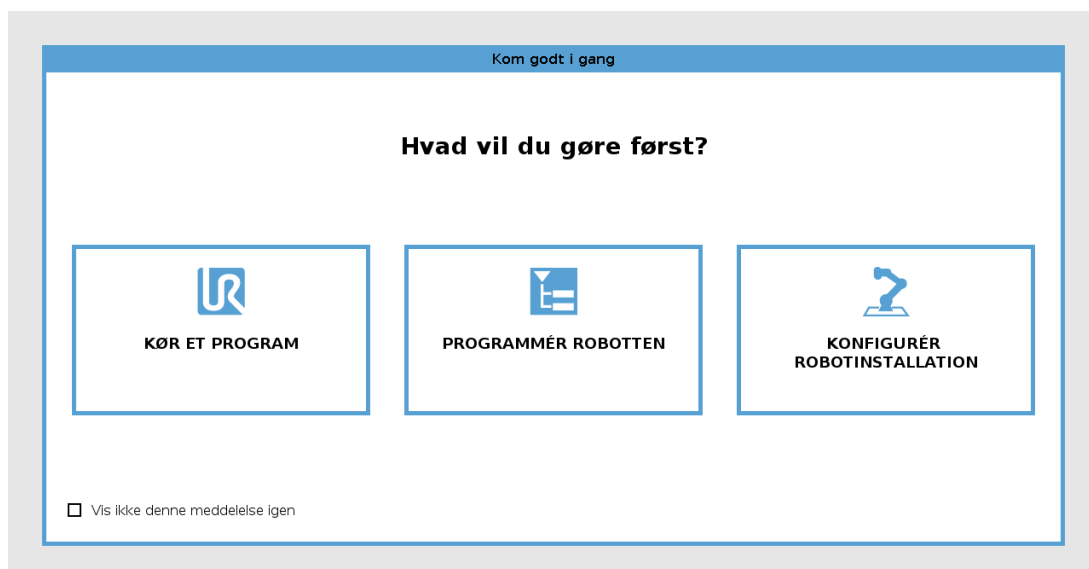 Kom godt i gang
Hvad vil du gøre først?
KØR ET PROGRAM
PROGRAMMÉR ROBOTTEN
KONFIGURÉR
ROBOTINSTALLATION
Vis ikke denne meddelelse igen